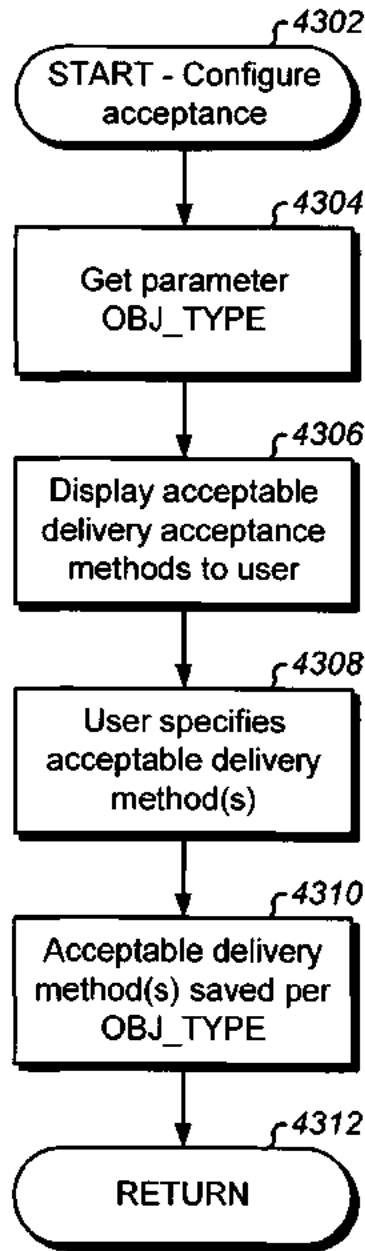 4302
START - Configure
acceptance
4304
Get parameter
OBJ_TYPE
4306
Display acceptable
delivery acceptance
methods to user
4308
User specifies
acceptable delivery
method(s)
4310
Acceptable delivery
method(s) saved per
OBJ_TYPE
4312
RETURN